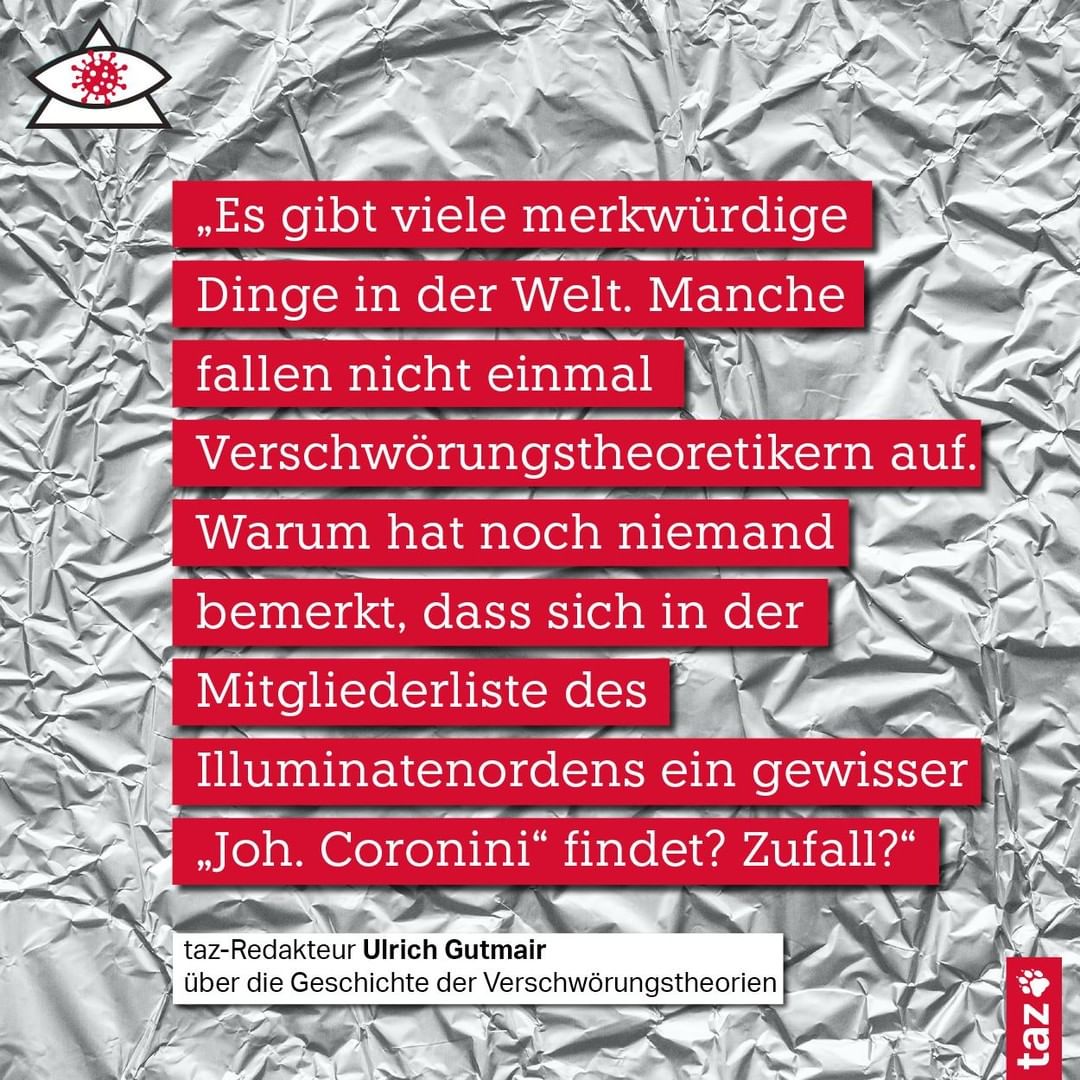 „Es gibt viele merkwürdige
Dinge in der Welt. Manche
fallen nicht einmal
Verschwörungstheoretikern auf.
Warum hat noch niemand
bemerkt, dass sich in der
Mitgliederliste des
Illuminatenordens ein gewisser
„Joh. Coronini“ findet? Zufall?“
taz-Redakteur Ulrich Gutmair
über die Geschichte der Verschwörungstheorien
taz